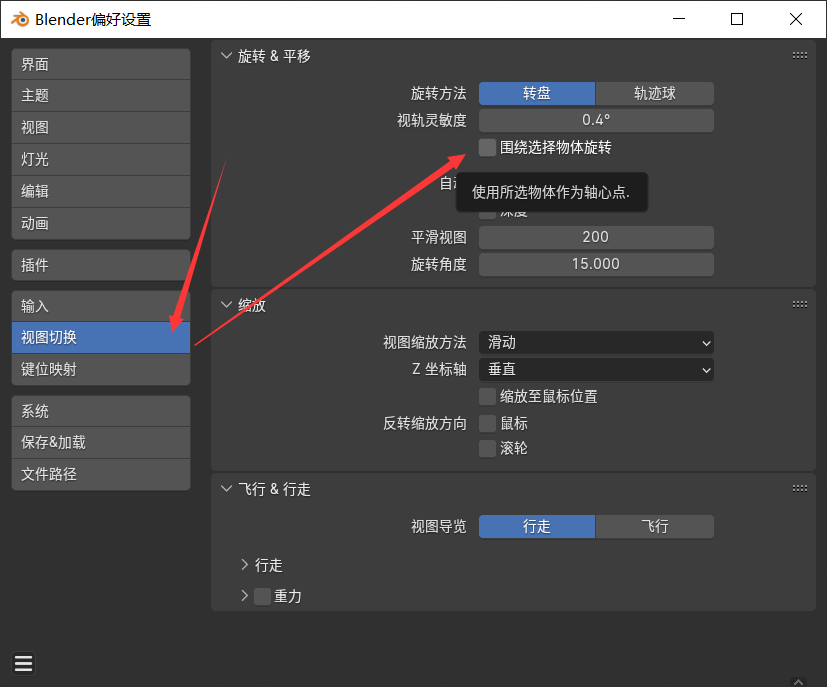 Blender偏好设置
界面
主题
视图
灯光
编辑
动画
插件
输入
视图切换
键位映射
系统
保存&加载
文件路径
旋转 & 平移
旋转方法 转盘 轨迹球
视轨灵敏度 0.4°
围绕选择物体旋转
自动
使用所选物体作为轴心点.
深度
平滑视图 200
旋转角度 15.000
缩放
视图缩放方法 滑动
Z 坐标轴 垂直
缩放至鼠标位置
反转缩放方向 鼠标
滚轮
飞行 & 行走
视图导览 行走 飞行
行走
重力